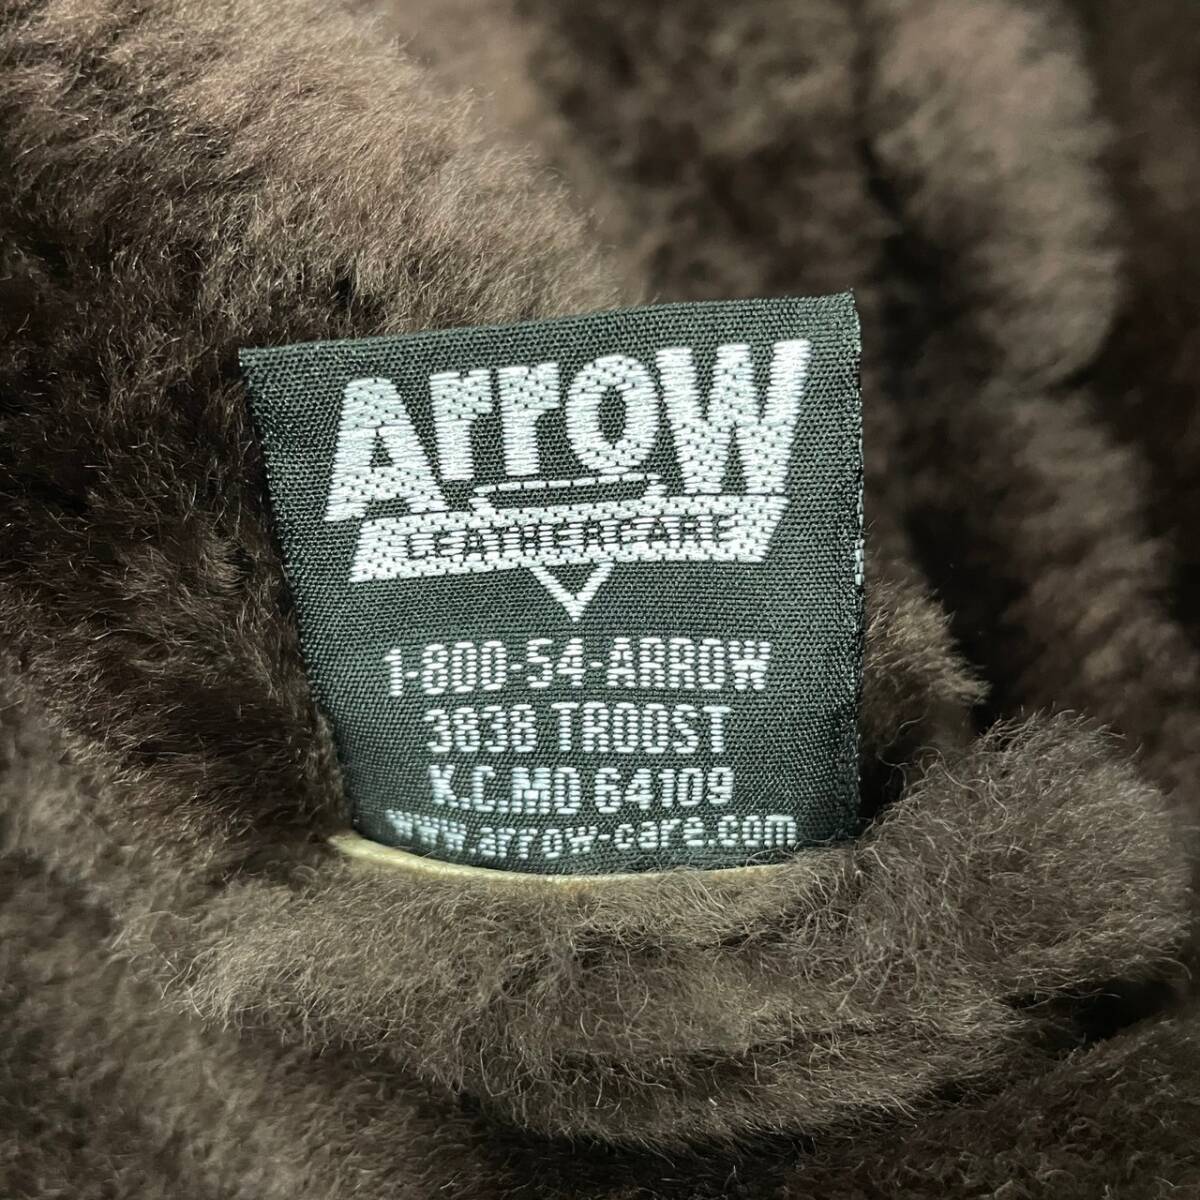 Arrow
LEATHERCARE
1-800-54-ARROW
3838 TROOST
K.C.MO 64109
www.arrow-care.com